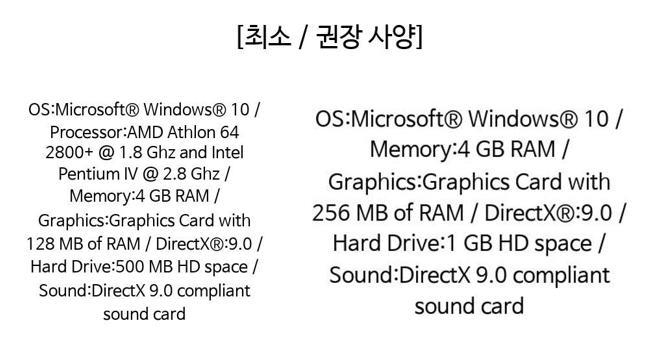 [최소 / 권장 사양]
OS:Microsoft® Windows® 10 /
Processor:AMD Athlon 64
2800+ @ 1.8 Ghz and Intel
Pentium IV @ 2.8 Ghz /
Memory:4 GB RAM /
Graphics:Graphics Card with
128 MB of RAM / DirectX®:9.0 /
Hard Drive:500 MB HD space /
Sound:DirectX 9.0 compliant
sound card
OS:Microsoft® Windows® 10 /
Memory:4 GB RAM /
Graphics:Graphics Card with
256 MB of RAM / DirectX®:9.0 /
Hard Drive:1 GB HD space /
Sound:DirectX 9.0 compliant
sound card